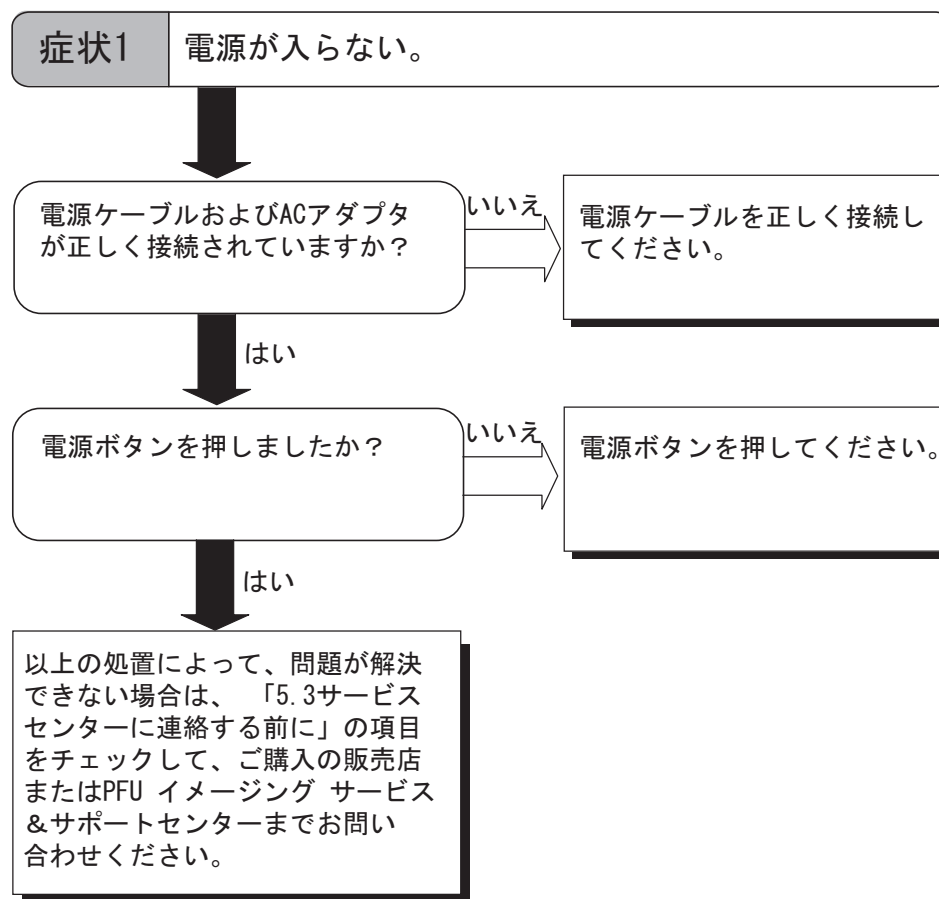 症状1 電源が入らない。
電源ケーブルおよびACアダプタ
が正しく接続されていますか？
いいえ
電源ケーブルを正しく接続し
てください。
はい
電源ボタンを押しましたか？
いいえ
電源ボタンを押してください。
はい
以上の処置によって、問題が解決
できない場合は、 「5.3サービス
センターに連絡する前に」の項目
をチェックして、ご購入の販売店
またはPFU イメージング サービス
＆サポートセンターまでお問い
合わせください。